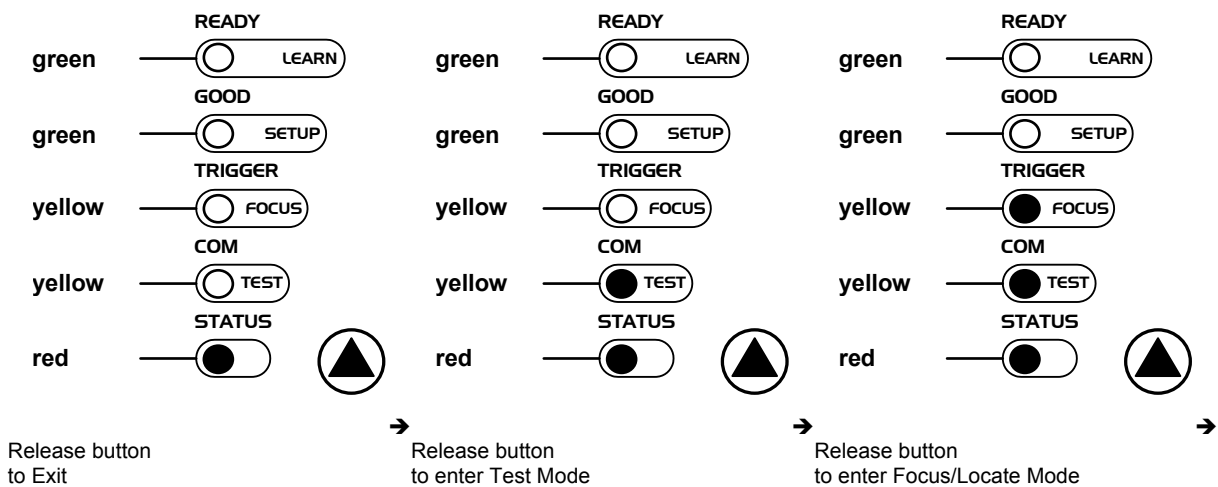 READY
green LEARN
GOOD
green SETUP
TRIGGER
yellow FOCUS
COM
yellow TEST
STATUS
red
Release button
to Exit
READY
green LEARN
GOOD
green SETUP
TRIGGER
yellow FOCUS
COM
yellow TEST
STATUS
red
Release button
to enter Test Mode
READY
green LEARN
GOOD
green SETUP
TRIGGER
yellow FOCUS
COM
yellow TEST
STATUS
red
Release button
to enter Focus/Locate Mode